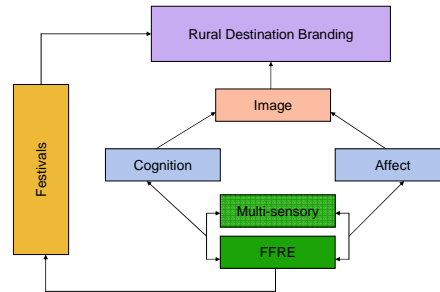 Rural Destination Branding
Image
Festivals
Cognition
Affect
Multi-sensory
FFRE